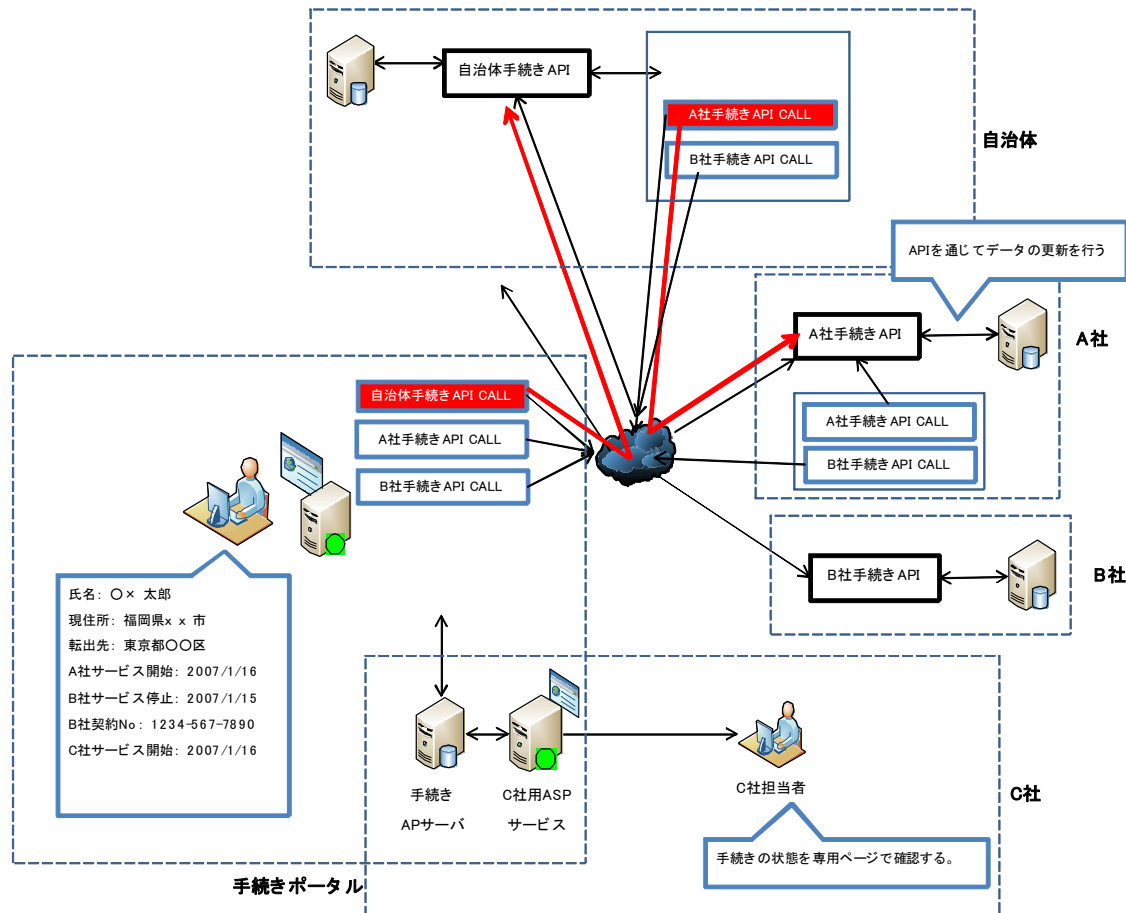 自治体手続きAPI
A社手続きAPI CALL
B社手続きAPI CALL
自治体
APIを通じてデータの更新を行う
A社手続きAPI
A社
A社手続きAPI CALL
B社手続きAPI CALL
自治体手続きAPI CALL
A社手続きAPI CALL
B社手続きAPI CALL
B社手続きAPI
B社
氏名: 〇× 太郎
現住所: 福岡県x x 市
転出先: 東京都〇〇区
A社サービス開始: 2007/1/16
B社サービス停止: 2007/1/15
B社契約No: 1234-567-7890
C社サービス開始: 2007/1/16
手続き
APサーバ
C社用ASP
サービス
C社担当者
C社
手続きの状態を専用ページで確認する。
手続きポータル